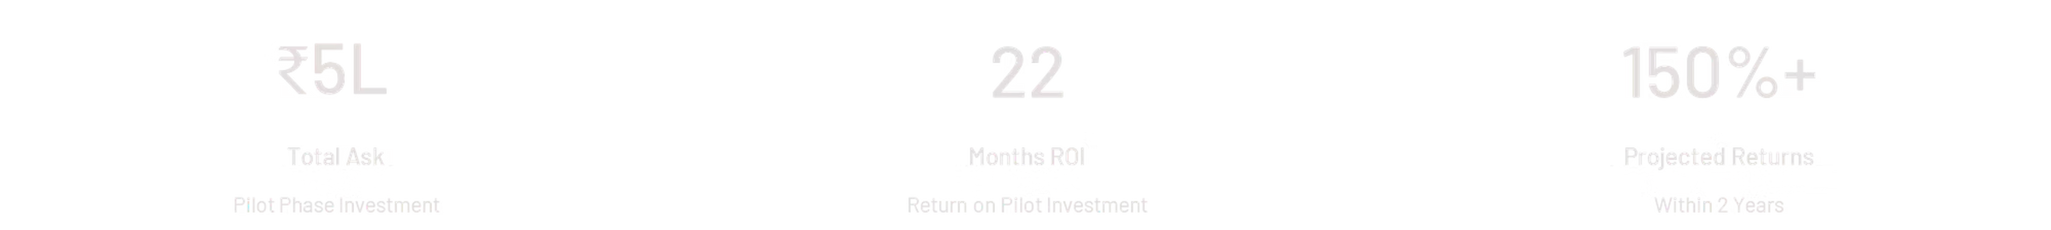 ₹5L
Total Ask
Pilot Phase Investment
22
Months ROI
Return on Pilot Investment
150%+
Projected Returns
Within 2 Years